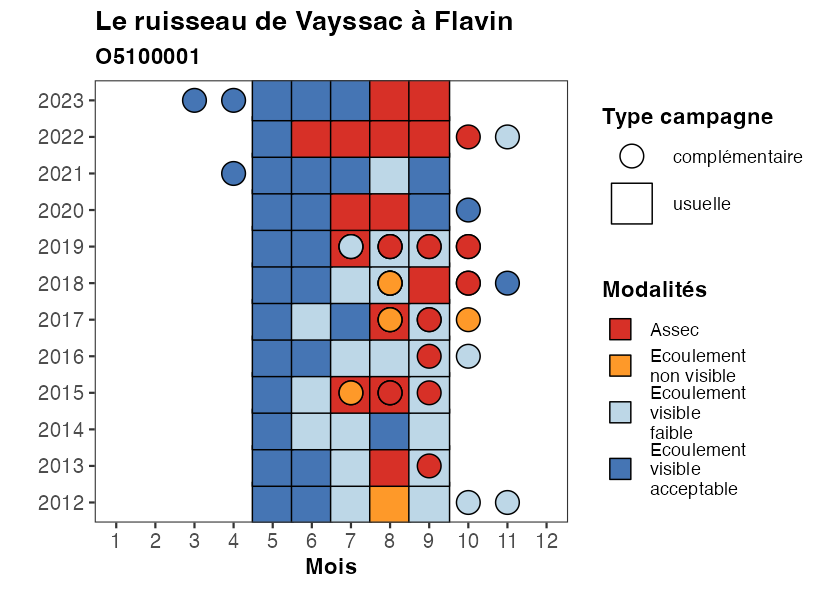 Le ruisseau de Vayssac à Flavin
O5100001
2023
2022
2021
2020
2019
2018
2017
2016
2015
2014
2013
2012
1 2 3 4 5 6 7 8 9 10 11 12
Mois
Type campagne
complémentaire
usuelle
Modalités
Assec
Ecoulement
non visible
Ecoulement
visible
faible
Ecoulement
visible
acceptable